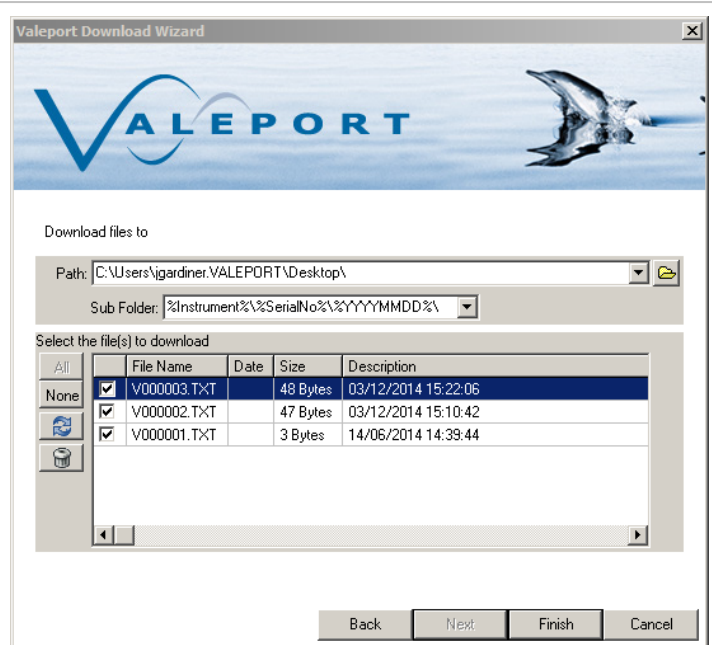 Valeport Download Wizard
VALEPORT
Download files to
Path: C:\Users\jgardiner.VALEPORT\Desktop\
Sub Folder: %Instrument%\%SerialNo%\%YYYYMMDD%\
Select the file(s) to download
All
None
File Name Date Size Description
V000003.TXT 48 Bytes 03/12/2014 15:22:06
V000002.TXT 47 Bytes 03/12/2014 15:10:42
V000001.TXT 3 Bytes 14/06/2014 14:39:44
Back Next Finish Cancel